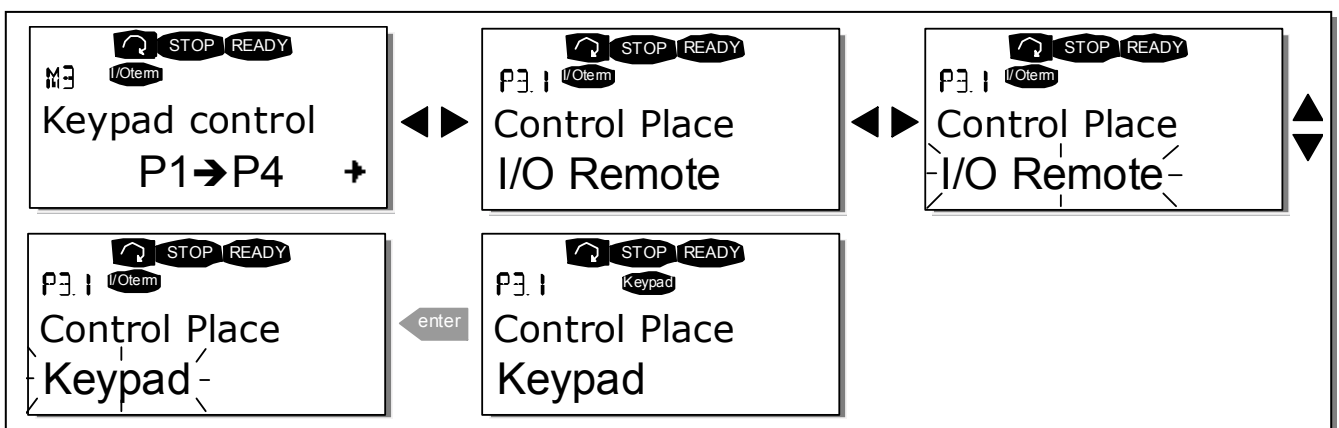 STOP READY
M3 I/Oterm
Keypad control
P1➔P4
STOP READY
P3.1 I/Oterm
Control Place
I/O Remote
STOP READY
P3.1 I/Oterm
Control Place
I/O Remote
STOP READY
P3.1 I/Oterm
Control Place
Keypad
enter
STOP READY
P3.1 Keypad
Control Place
Keypad